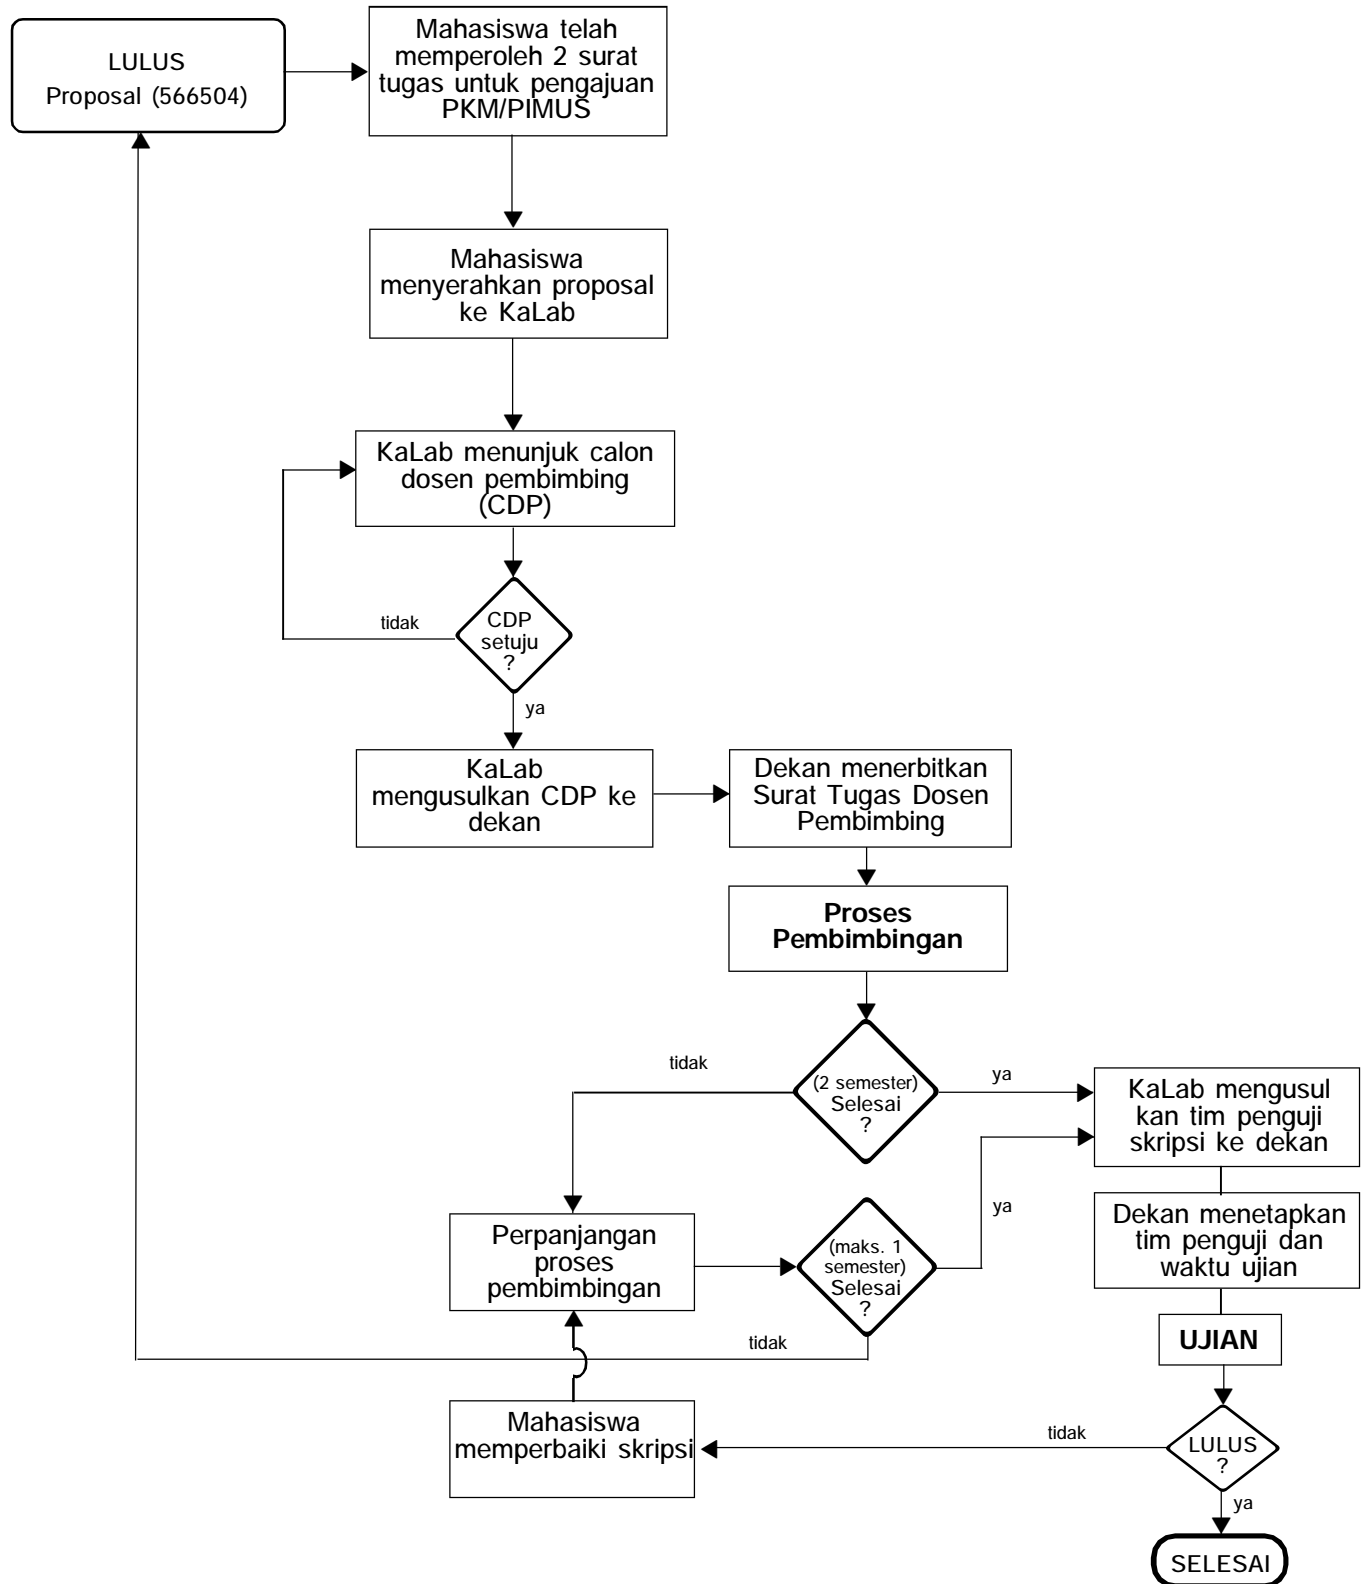 LULUS
Proposal (566504)
Mahasiswa telah
memperoleh 2 surat
tugas untuk pengajuan
PKM/PIMUS
Mahasiswa
menyerahkan proposal
ke KaLab
KaLab menunjuk calon
dosen pembimbing
(CDP)
CDP
setuju
?
tidak
ya
KaLab
mengusulkan CDP ke
dekan
Dekan menerbitkan
Surat Tugas Dosen
Pembimbing
Proses
Pembimbingan
(2 semester)
Selesai
?
tidak
ya
KaLab mengusul
kan tim penguji
skripsi ke dekan
Perpanjangan
proses
pembimbingan
(maks. 1
semester)
Selesai
?
ya
tidak
Dekan menetapkan
tim penguji dan
waktu ujian
UJIAN
LULUS
?
tidak
Mahasiswa
memperbaiki skripsi
ya
SELESAI